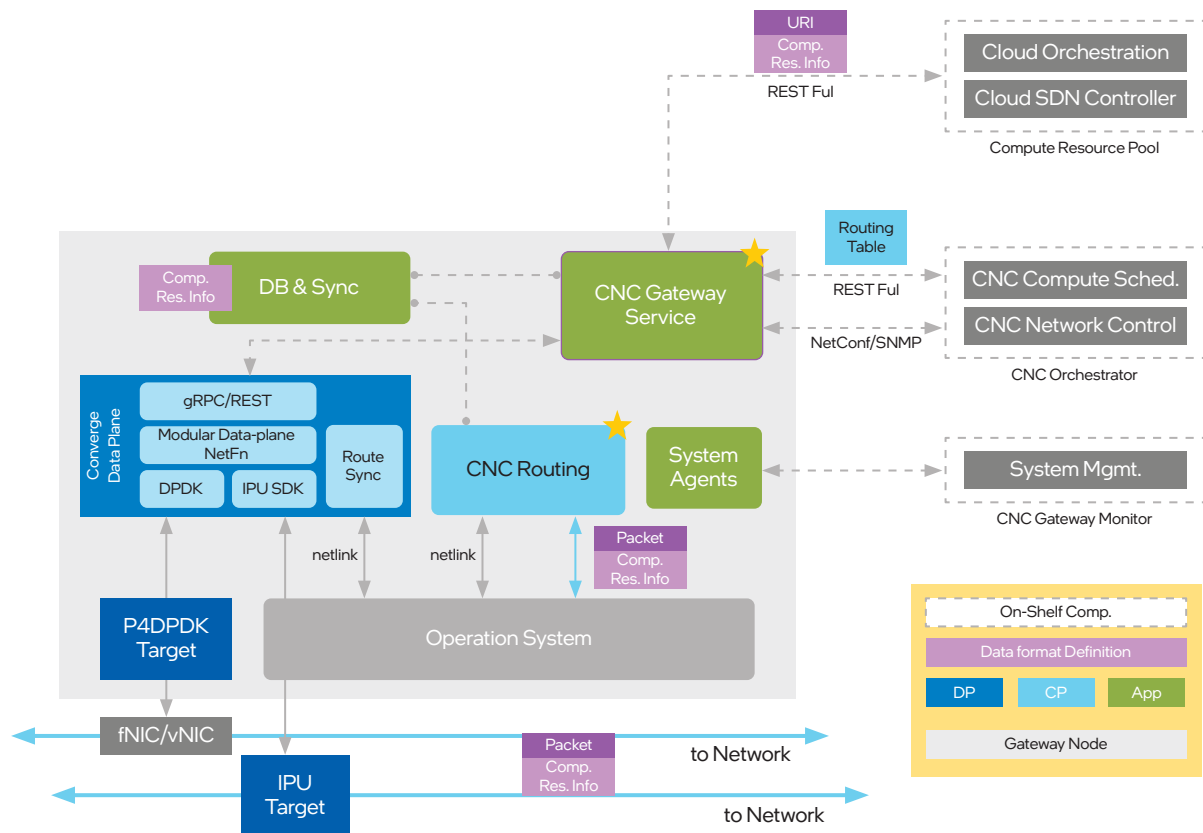 URI
Comp.
Res. Info
REST Ful
Cloud Orchestration
Cloud SDN Controller
Compute Resource Pool
Routing
Table
REST Ful
NetConf/SNMP
CNC Compute Sched.
CNC Network Control
CNC Orchestrator
Comp.
Res. Info
DB & Sync
CNC Gateway
Service
Converge
Data Plane
gRPC/REST
Modular Data-plane
NetFn
DPDK
IPU SDK
Route
Sync
CNC Routing
System
Agents
System Mgmt.
CNC Gateway Monitor
netlink
netlink
Packet
Comp.
Res. Info
P4DPDK
Target
Operation System
fNIC/vNIC
to Network
IPU
Target
Packet
Comp.
Res. Info
to Network
On-Shelf Comp.
Data format Definition
DP
CP
App
Gateway Node